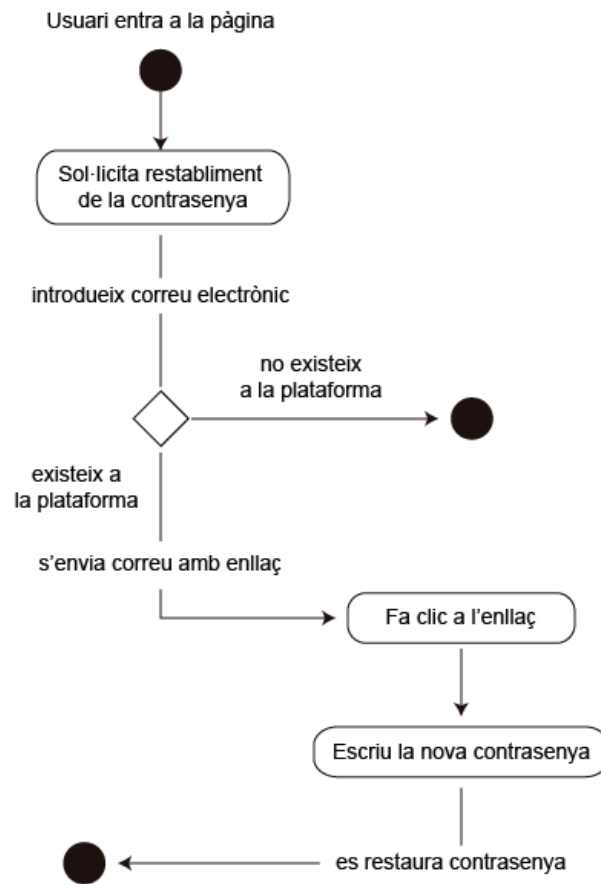 Usuari entra a la pàgina
Sol·licita restabliment
de la contrasenya
introdueix correu electrònic
no existeix
a la plataforma
existeix a
la plataforma
s'envia correu amb enllaç
Fa clic a l'enllaç
Escriu la nova contrasenya
es restaura contrasenya